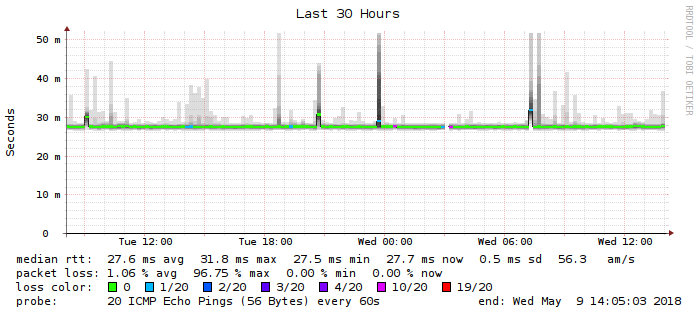 Last 30 Hours
RRDTOOL / TOBI OETIKER
Seconds
50 m
40 m
30 m
20 m
10 m
0
Tue 12:00 Tue 18:00 Wed 00:00 Wed 06:00 Wed 12:00
median rtt: 27.6 ms avg 31.8 ms max 27.5 ms min 27.7 ms now 0.5 ms sd 56.3 am/s
packet loss: 1.06 % avg 96.75 % max 0.00 % min 0.00 % now
loss color: 0 1/20 2/20 3/20 4/20 10/20 19/20
probe: 20 ICMP Echo Pings (56 Bytes) every 60s end: Wed May 9 14:05:03 2018